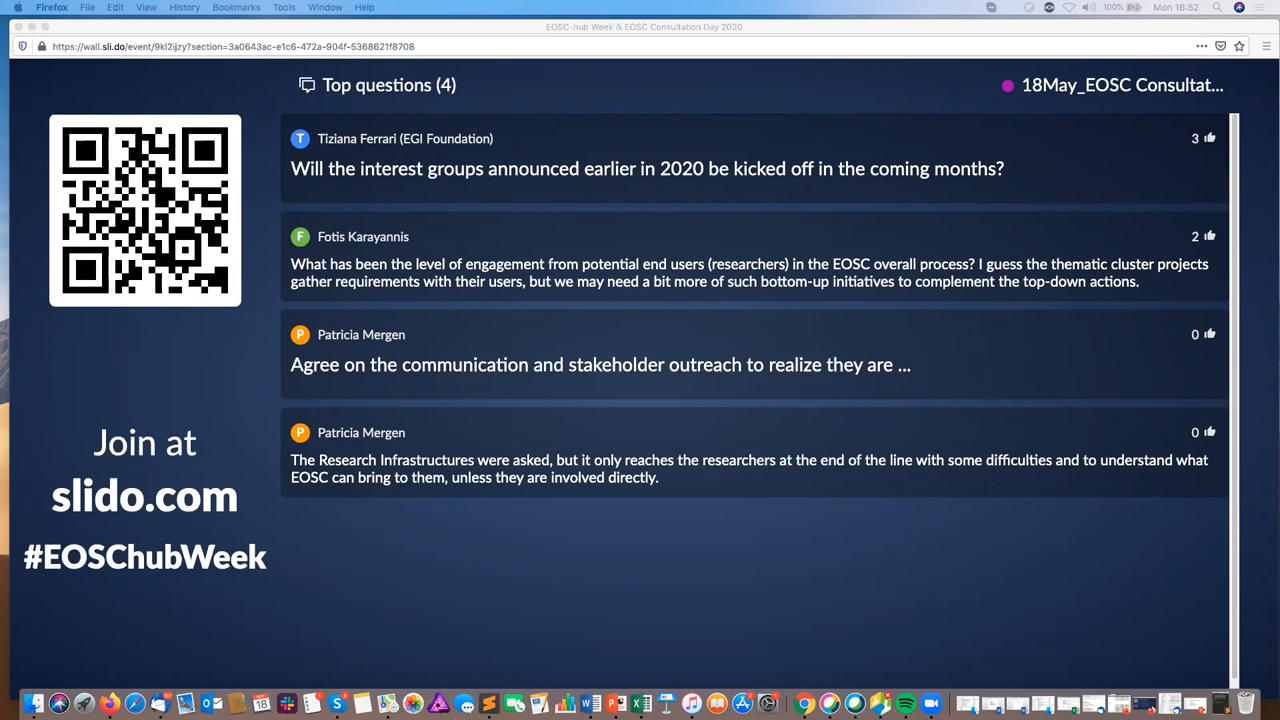 Firefox File Edit View History Bookmarks Tools Window Help 100% Mon 16:52
EOSC-hub Week & EOSC Consultation Day 2020
https://wall.sli.do/event/9kl2ijzy?section=3a0643ac-e1c6-472a-904f-5368621f8708
Top questions (4)
18May_EOSC Consultat...
T Tiziana Ferrari (EGI Foundation) 3
Will the interest groups announced earlier in 2020 be kicked off in the coming months?
F Fotis Karayannis 2
What has been the level of engagement from potential end users (researchers) in the EOSC overall process? I guess the thematic cluster projects
gather requirements with their users, but we may need a bit more of such bottom-up initiatives to complement the top-down actions.
P Patricia Mergen 0
Agree on the communication and stakeholder outreach to realize they are ...
P Patricia Mergen 0
The Research Infrastructures were asked, but it only reaches the researchers at the end of the line with some difficulties and to understand what
EOSC can bring to them, unless they are involved directly.
Join at
slido.com
#EOSChubWeek
18